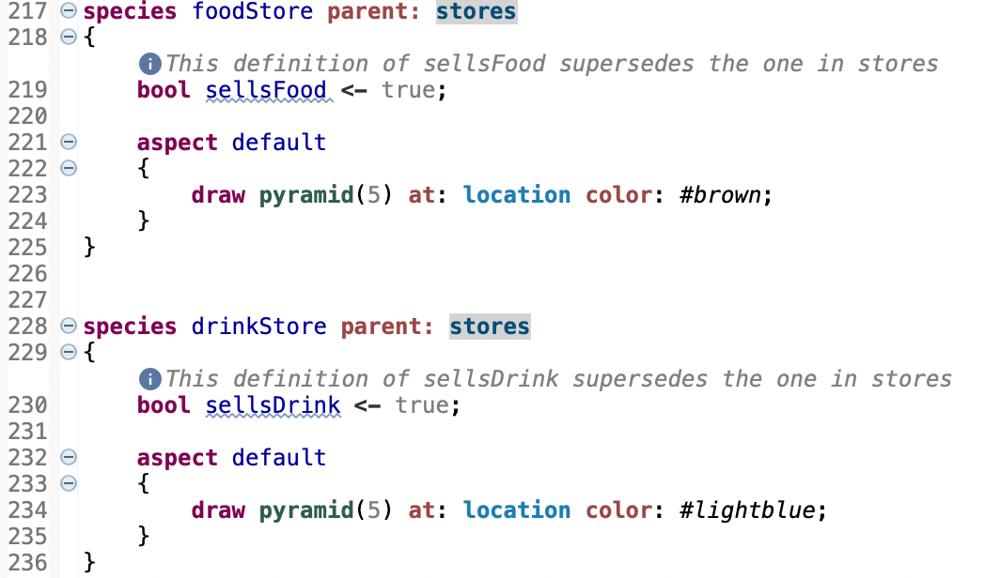 217 species foodStore parent: stores
218 {
This definition of sellsFood supersedes the one in stores
219 bool sellsFood <- true;
220
221 aspect default
222 {
223 draw pyramid(5) at: location color: #brown;
224 }
225 }
226
227
228 species drinkStore parent: stores
229 {
This definition of sellsDrink supersedes the one in stores
230 bool sellsDrink <- true;
231
232 aspect default
233 {
234 draw pyramid(5) at: location color: #lightblue;
235 }
236 }